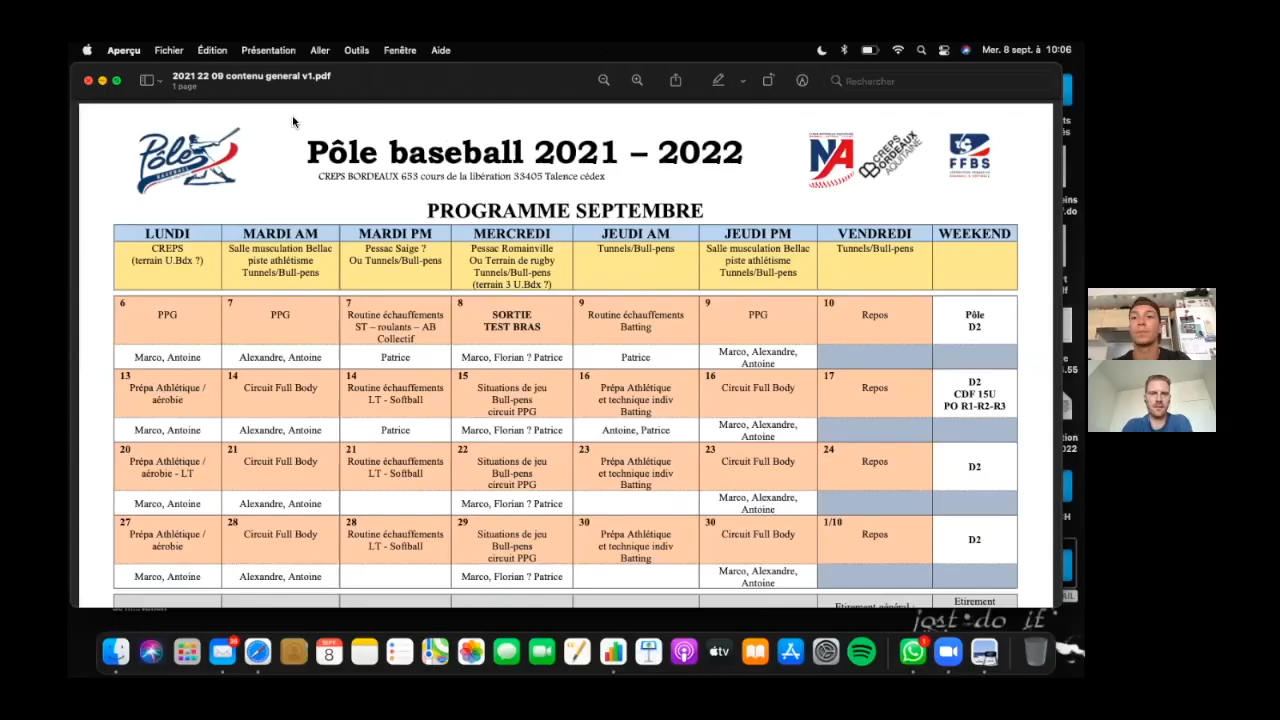 Aperçu Fichier Édition Présentation Aller Outils Fenêtre Aide Mer. 8 sept. à 10:06
2021 22 09 contenu general v1.pdf
1 page
Rechercher
Pôles
BASEBALL
Pôle baseball 2021 – 2022
CREPS BORDEAUX 653 cours de la libération 33405 Talence cédex
NA
CREPS
BORDEAUX
AQUITAINE
FFBS
PROGRAMME SEPTEMBRE
LUNDI MARDI AM MARDI PM MERCREDI JEUDI AM JEUDI PM VENDREDI WEEKEND
CREPS
(terrain U.Bdx ?)
Salle musculation Bellac
piste athlétisme
Tunnels/Bull-pens
Pessac Saige ?
Ou Tunnels/Bull-pens
Pessac Romainville
Ou Terrain de rugby
Tunnels/Bull-pens
(terrain 3 U.Bdx ?)
Tunnels/Bull-pens
Salle musculation Bellac
piste athlétisme
Tunnels/Bull-pens
Tunnels/Bull-pens
6
PPG
7
PPG
7
Routine échauffements
ST – roulants – AB
Collectif
8
SORTIE
TEST BRAS
9
Routine échauffements
Batting
9
PPG
10
Repos
Pôle
D2
Marco, Antoine
Alexandre, Antoine
Patrice
Marco, Florian ? Patrice
Patrice
Marco, Alexandre,
Antoine
13
Prépa Athlétique /
aérobie
14
Circuit Full Body
14
Routine échauffements
LT - Softball
15
Situations de jeu
Bull-pens
circuit PPG
16
Prépa Athlétique
et technique indiv
Batting
16
Circuit Full Body
17
Repos
D2
CDF 15U
PO R1-R2-R3
Marco, Antoine
Alexandre, Antoine
Patrice
Marco, Florian ? Patrice
Antoine, Patrice
Marco, Alexandre,
Antoine
20
Prépa Athlétique /
aérobie - LT
21
Circuit Full Body
21
Routine échauffements
LT - Softball
22
Situations de jeu
Bull-pens
circuit PPG
23
Prépa Athlétique
et technique indiv
Batting
23
Circuit Full Body
24
Repos
D2
Marco, Antoine
Alexandre, Antoine
Marco, Florian ? Patrice
Marco, Alexandre,
Antoine
27
Prépa Athlétique /
aérobie
28
Circuit Full Body
28
Routine échauffements
LT - Softball
29
Situations de jeu
Bull-pens
circuit PPG
30
Prépa Athlétique
et technique indiv
Batting
30
Circuit Full Body
1/10
Repos
D2
Marco, Antoine
Alexandre, Antoine
Marco, Florian ? Patrice
Marco, Alexandre,
Antoine
Etirement général :
Etirement
just do it
SEPT.
8
tv